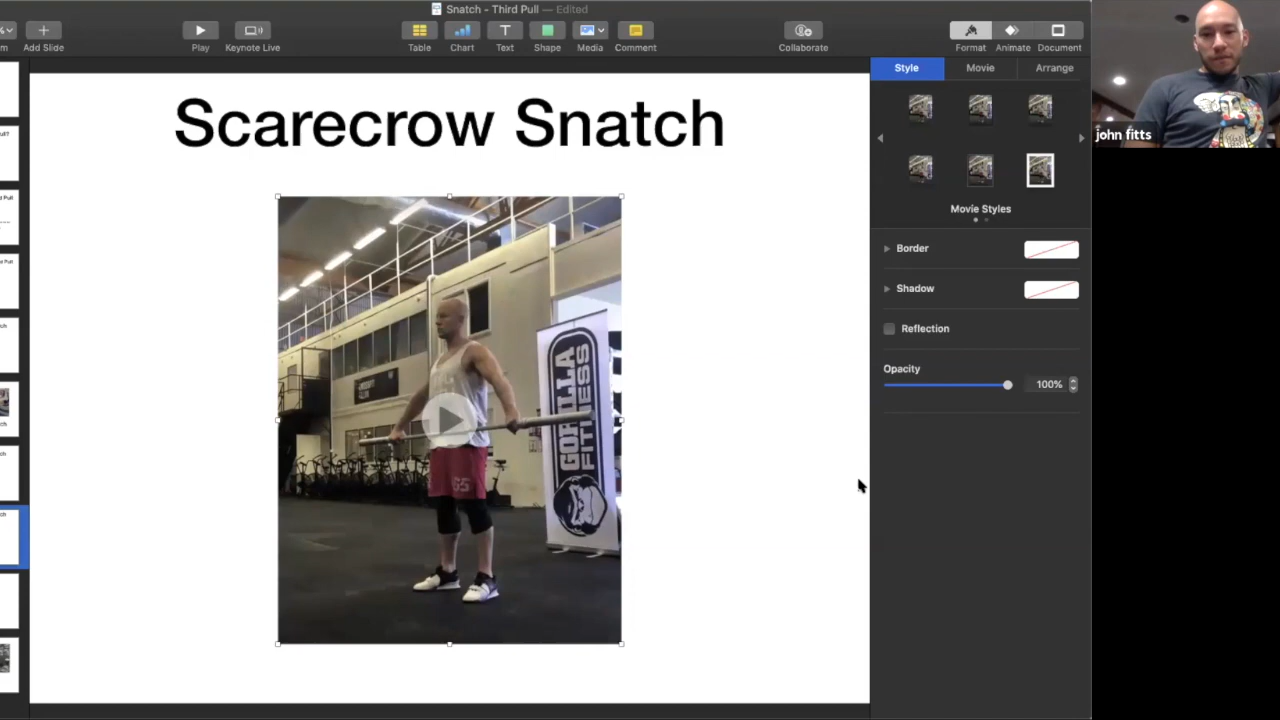 Snatch - Third Pull — Edited
Add Slide
Play
Keynote Live
Table
Chart
Text
Shape
Media
Comment
Collaborate
Format
Animate
Document
Style
Movie
Arrange
john fitts
Scarecrow Snatch
Movie Styles
Border
Shadow
Reflection
Opacity
100%
GORILLA
FITNESS
65